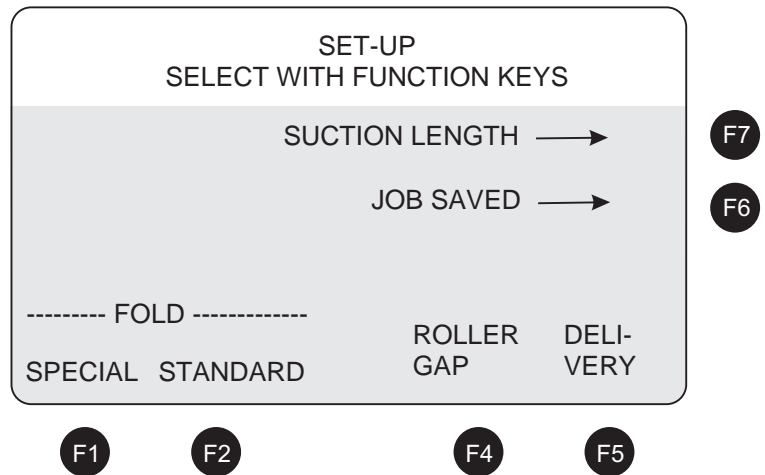 SET-UP
SELECT WITH FUNCTION KEYS
SUCTION LENGTH
F7
JOB SAVED
F6
--------- FOLD -------------
SPECIAL STANDARD
ROLLER
GAP
DELI-
VERY
F1 F2 F4 F5